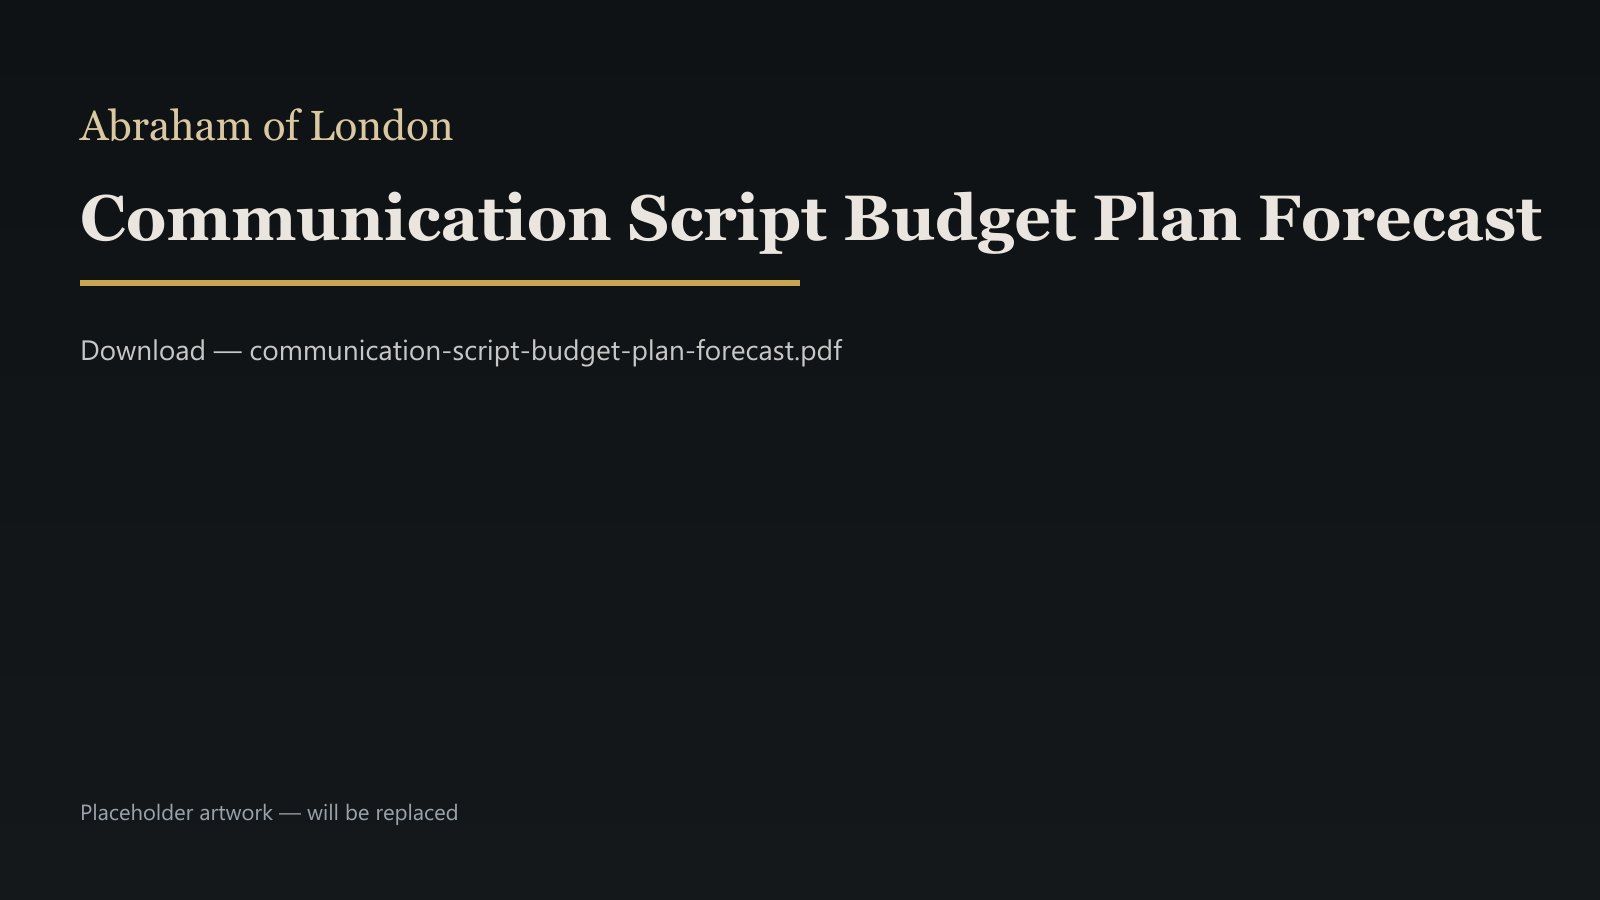 Abraham of London
Communication Script Budget Plan Forecast
Download — communication-script-budget-plan-forecast.pdf
Placeholder artwork — will be replaced